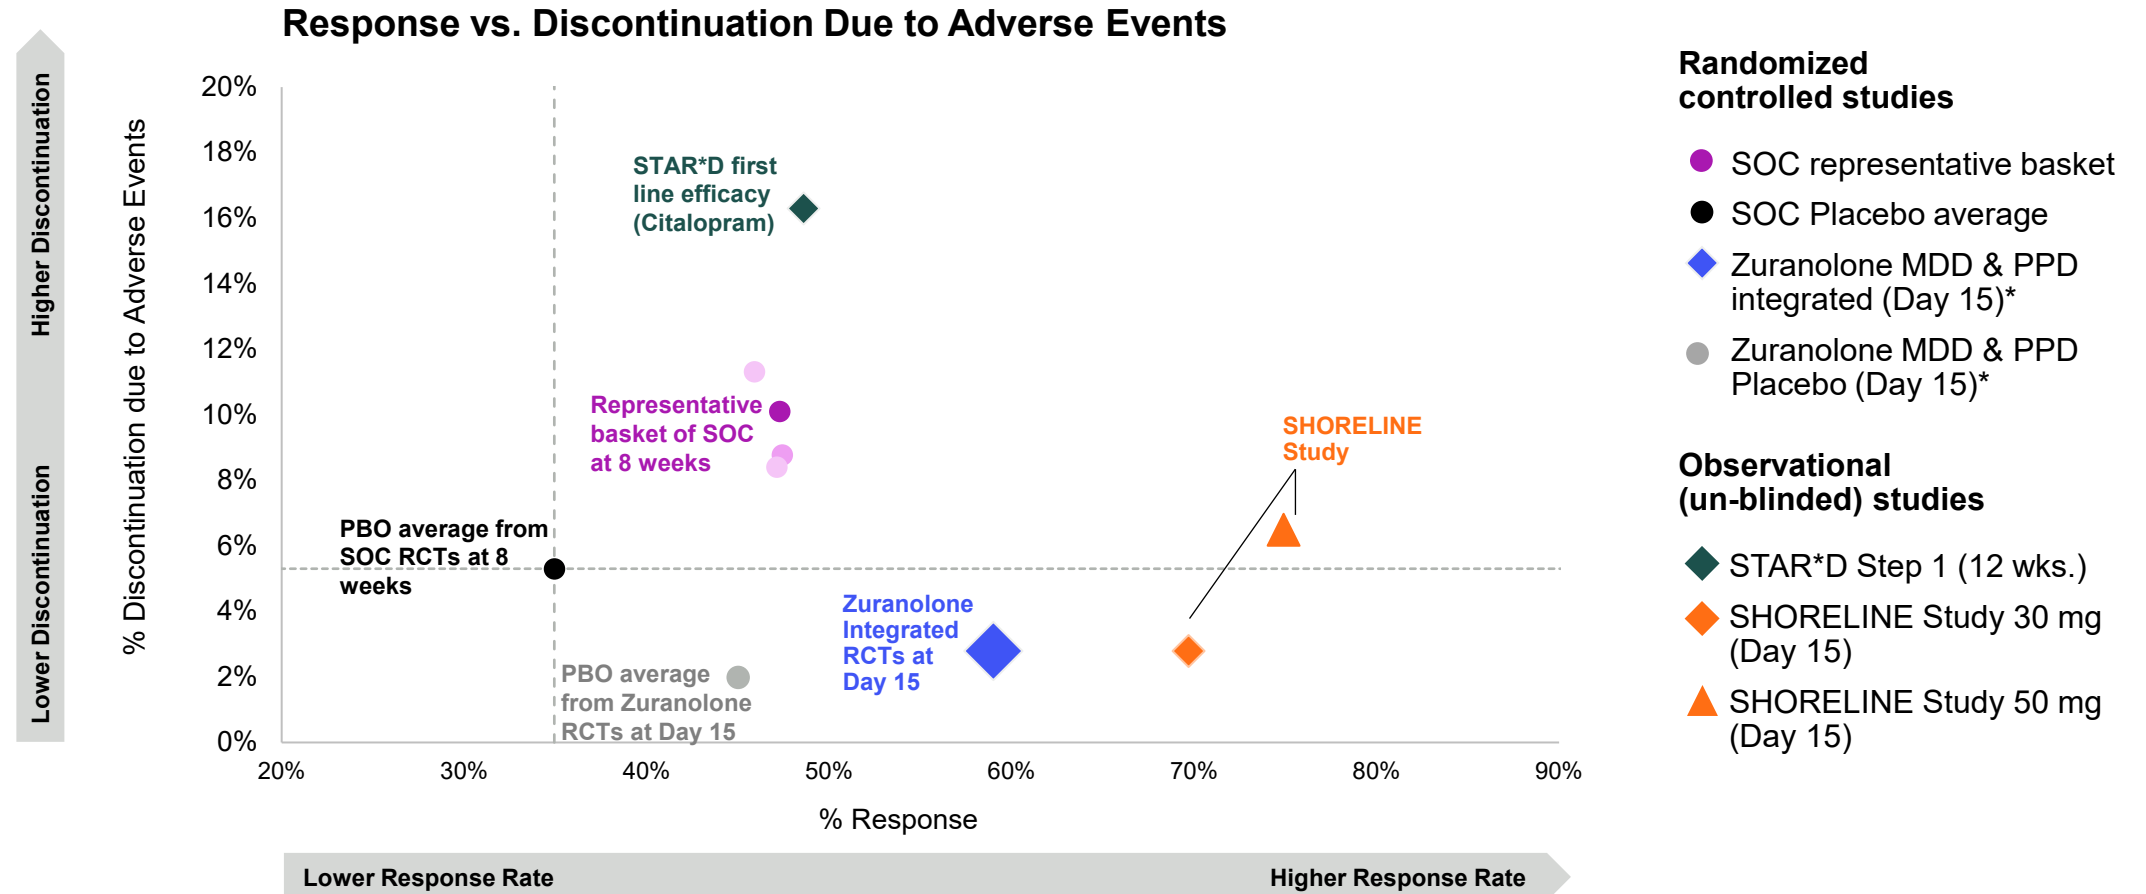 Response vs. Discontinuation Due to Adverse Events
Higher Discontinuation
Lower Discontinuation
% Discontinuation due to Adverse Events
20%
18%
16%
14%
12%
10%
8%
6%
4%
2%
0%
STAR*D first
line efficacy
(Citalopram)
Representative
basket of SOC
at 8 weeks
SHORELINE
Study
PBO average from
SOC RCTs at 8
weeks
Zuranolone
Integrated
RCTs at
Day 15
PBO average
from Zuranolone
RCTs at Day 15
20%
30%
40%
50%
60%
70%
80%
90%
% Response
Lower Response Rate
Higher Response Rate
Randomized
controlled studies
SOC representative basket
SOC Placebo average
Zuranolone MDD & PPD
integrated (Day 15)*
Zuranolone MDD & PPD
Placebo (Day 15)*
Observational
(un-blinded) studies
STAR*D Step 1 (12 wks.)
SHORELINE Study 30 mg
(Day 15)
SHORELINE Study 50 mg
(Day 15)